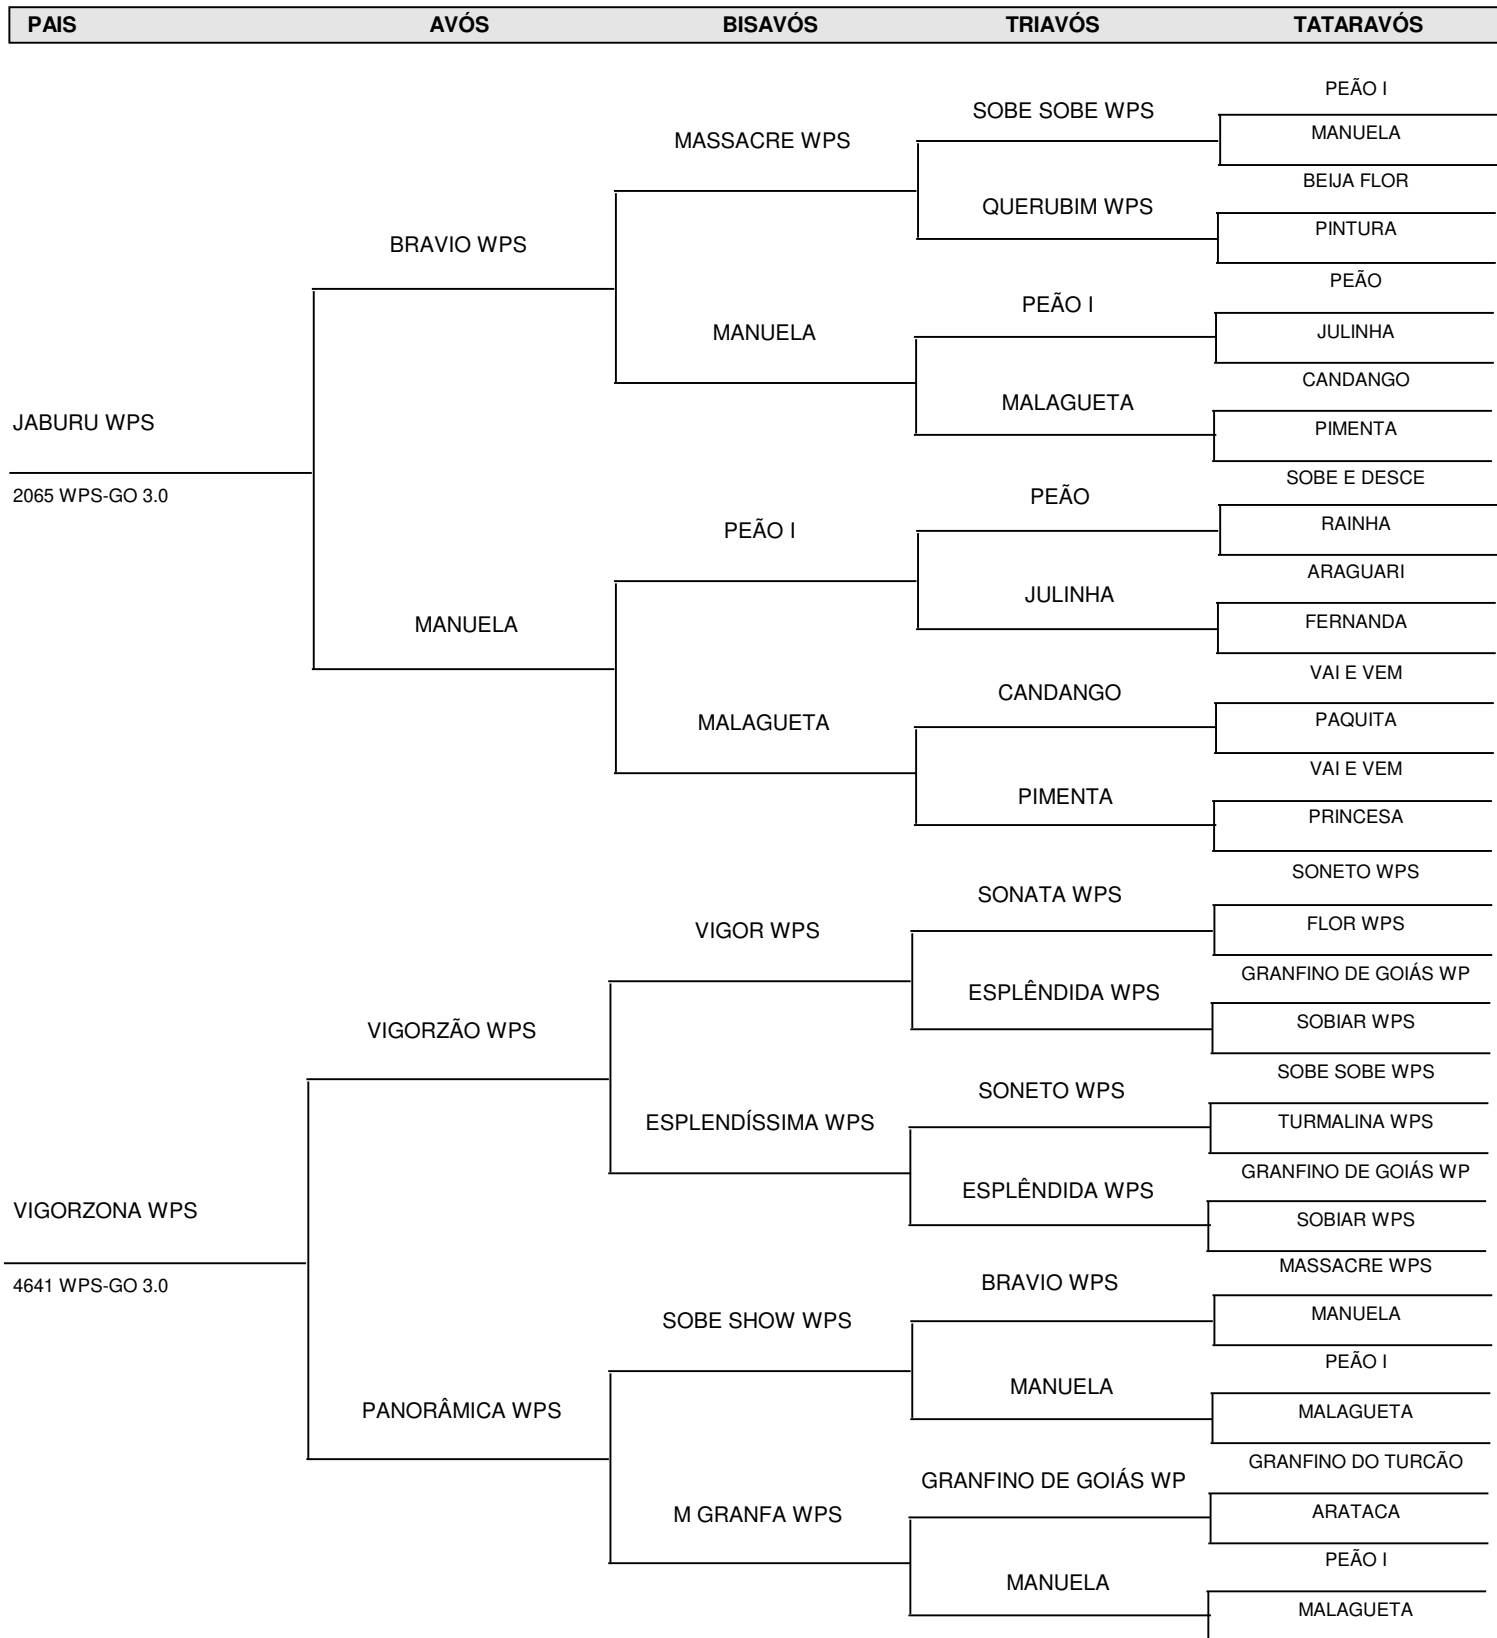 PAIS AVÓS BISAVÓS TRIAVÓS TATARAVÓS
PEÃO I
SOBE SOBE WPS
MANUELA
MASSACRE WPS
BEIJA FLOR
QUERUBIM WPS
PINTURA
BRAVIO WPS
PEÃO
PEÃO I
JULINHA
MANUELA
CANDANGO
MALAGUETA
JABURU WPS
PIMENTA
SOBE E DESCE
2065 WPS-GO 3.0
PEÃO
RAINHA
PEÃO I
ARAGUARI
JULINHA
FERNANDA
MANUELA
VAI E VEM
CANDANGO
PAQUITA
MALAGUETA
VAI E VEM
PIMENTA
PRINCESA
SONETO WPS
SONATA WPS
FLOR WPS
VIGOR WPS
GRANFINO DE GOIÁS WP
ESPLÊNDIDA WPS
SOBIAR WPS
VIGORZÃO WPS
SOBE SOBE WPS
SONETO WPS
TURMALINA WPS
ESPLENDÍSSIMA WPS
GRANFINO DE GOIÁS WP
ESPLÊNDIDA WPS
VIGORZONA WPS
SOBIAR WPS
MASSACRE WPS
4641 WPS-GO 3.0
BRAVIO WPS
MANUELA
SOBE SHOW WPS
PEÃO I
MANUELA
PANORÂMICA WPS
MALAGUETA
GRANFINO DO TURCÃO
GRANFINO DE GOIÁS WP
ARATACA
M GRANFA WPS
PEÃO I
MANUELA
MALAGUETA